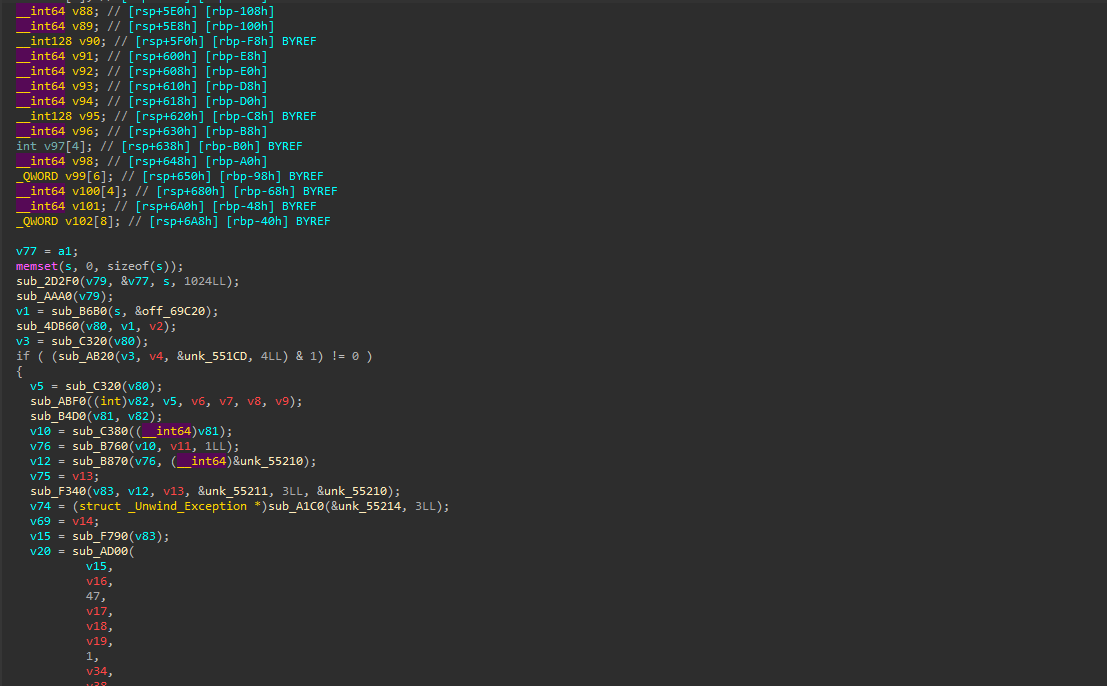 __int64 v88; // [rsp+5E0h] [rbp-108h]
__int64 v89; // [rsp+5E8h] [rbp-100h]
__int128 v90; // [rsp+5F0h] [rbp-F8h] BYREF
__int64 v91; // [rsp+600h] [rbp-E8h]
__int64 v92; // [rsp+608h] [rbp-E0h]
__int64 v93; // [rsp+610h] [rbp-D8h]
__int64 v94; // [rsp+618h] [rbp-D0h]
__int128 v95; // [rsp+620h] [rbp-C8h] BYREF
__int64 v96; // [rsp+630h] [rbp-B8h]
int v97[4]; // [rsp+638h] [rbp-B0h] BYREF
__int64 v98; // [rsp+648h] [rbp-A0h]
_QWORD v99[6]; // [rsp+650h] [rbp-98h] BYREF
__int64 v100[4]; // [rsp+680h] [rbp-68h] BYREF
__int64 v101; // [rsp+6A0h] [rbp-48h] BYREF
_QWORD v102[8]; // [rsp+6A8h] [rbp-40h] BYREF
v77 = a1;
memset(s, 0, sizeof(s));
sub_2D2F0(v79, &v77, s, 1024LL);
sub_AAA0(v79);
v1 = sub_B6B0(s, &off_69C20);
sub_4DB60(v80, v1, v2);
v3 = sub_C320(v80);
if ( (sub_AB20(v3, v4, &unk_551CD, 4LL) & 1) != 0 )
{
v5 = sub_C320(v80);
sub_ABF0((int)v82, v5, v6, v7, v8, v9);
sub_B4D0(v81, v82);
v10 = sub_C380((__int64)v81);
v76 = sub_B760(v10, v11, 1LL);
v12 = sub_B870(v76, (__int64)&unk_55210);
v75 = v13;
sub_F340(v83, v12, v13, &unk_55211, 3LL, &unk_55210);
v74 = (struct _Unwind_Exception *)sub_A1C0(&unk_55214, 3LL);
v69 = v14;
v15 = sub_F790(v83);
v20 = sub_AD00(
v15,
v16,
47,
v17,
v18,
v19,
1,
v34,